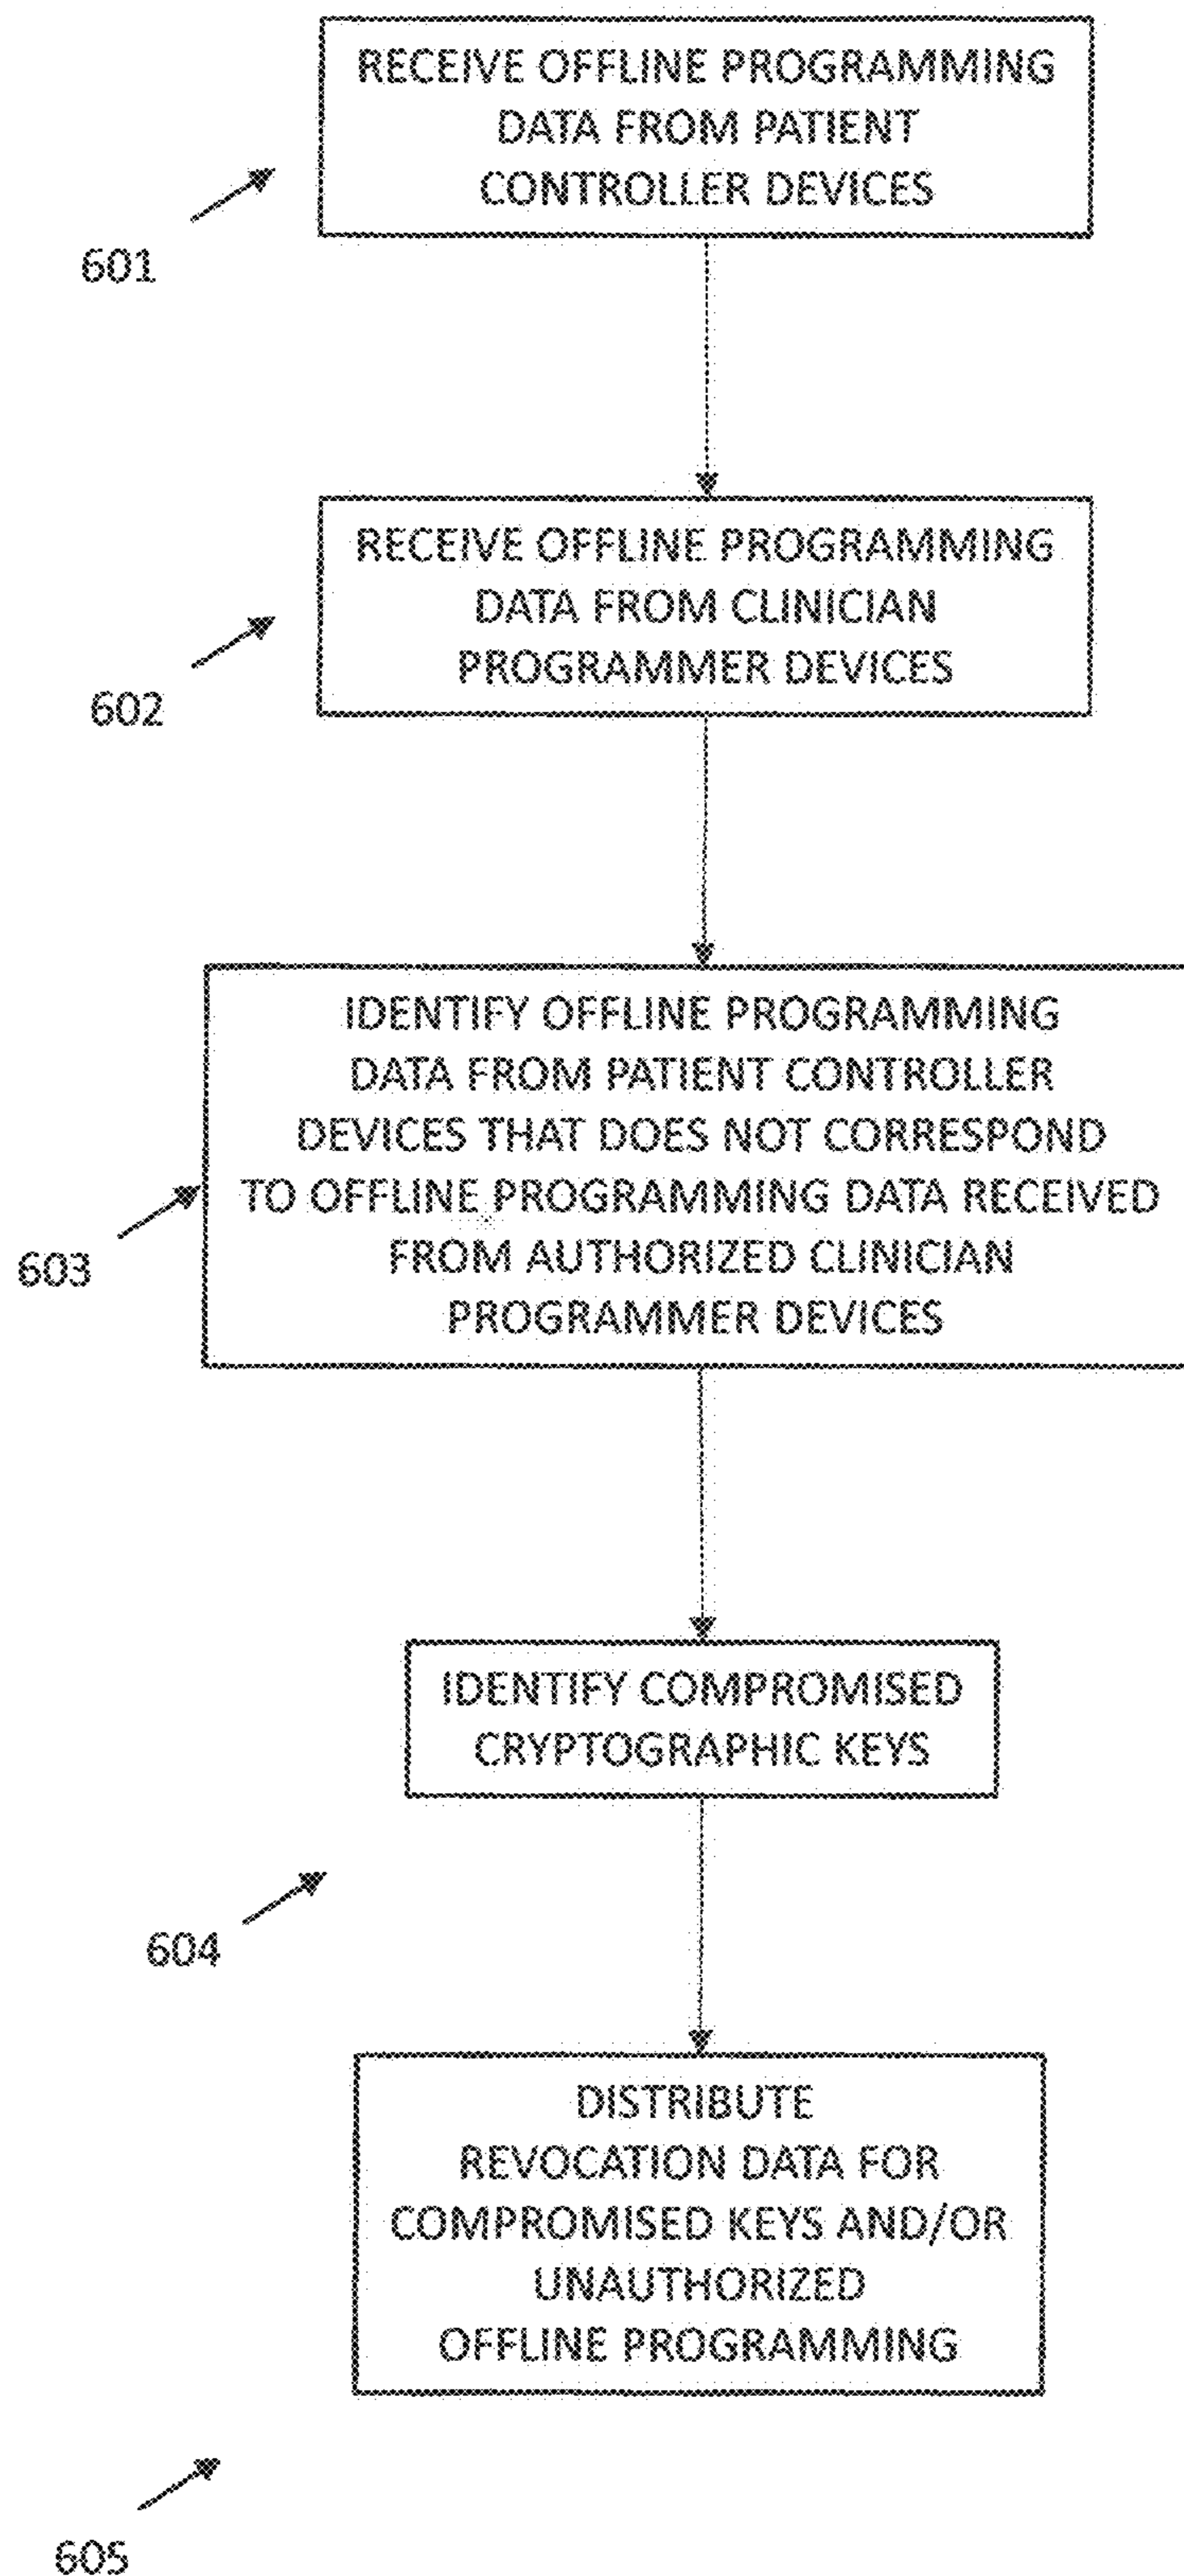 RECEIVE OFFLINE PROGRAMMING
DATA FROM PATIENT
CONTROLLER DEVICES
601
RECEIVE OFFLINE PROGRAMMING
DATA FROM CLINICIAN
PROGRAMMER DEVICES
602
IDENTIFY OFFLINE PROGRAMMING
DATA FROM PATIENT CONTROLLER
DEVICES THAT DOES NOT CORRESPOND
TO OFFLINE PROGRAMMING DATA RECEIVED
FROM AUTHORIZED CLINICIAN
PROGRAMMER DEVICES
603
IDENTIFY COMPROMISED
CRYPTOGRAPHIC KEYS
604
DISTRIBUTE
REVOCATION DATA FOR
COMPROMISED KEYS AND/OR
UNAUTHORIZED
OFFLINE PROGRAMMING
605